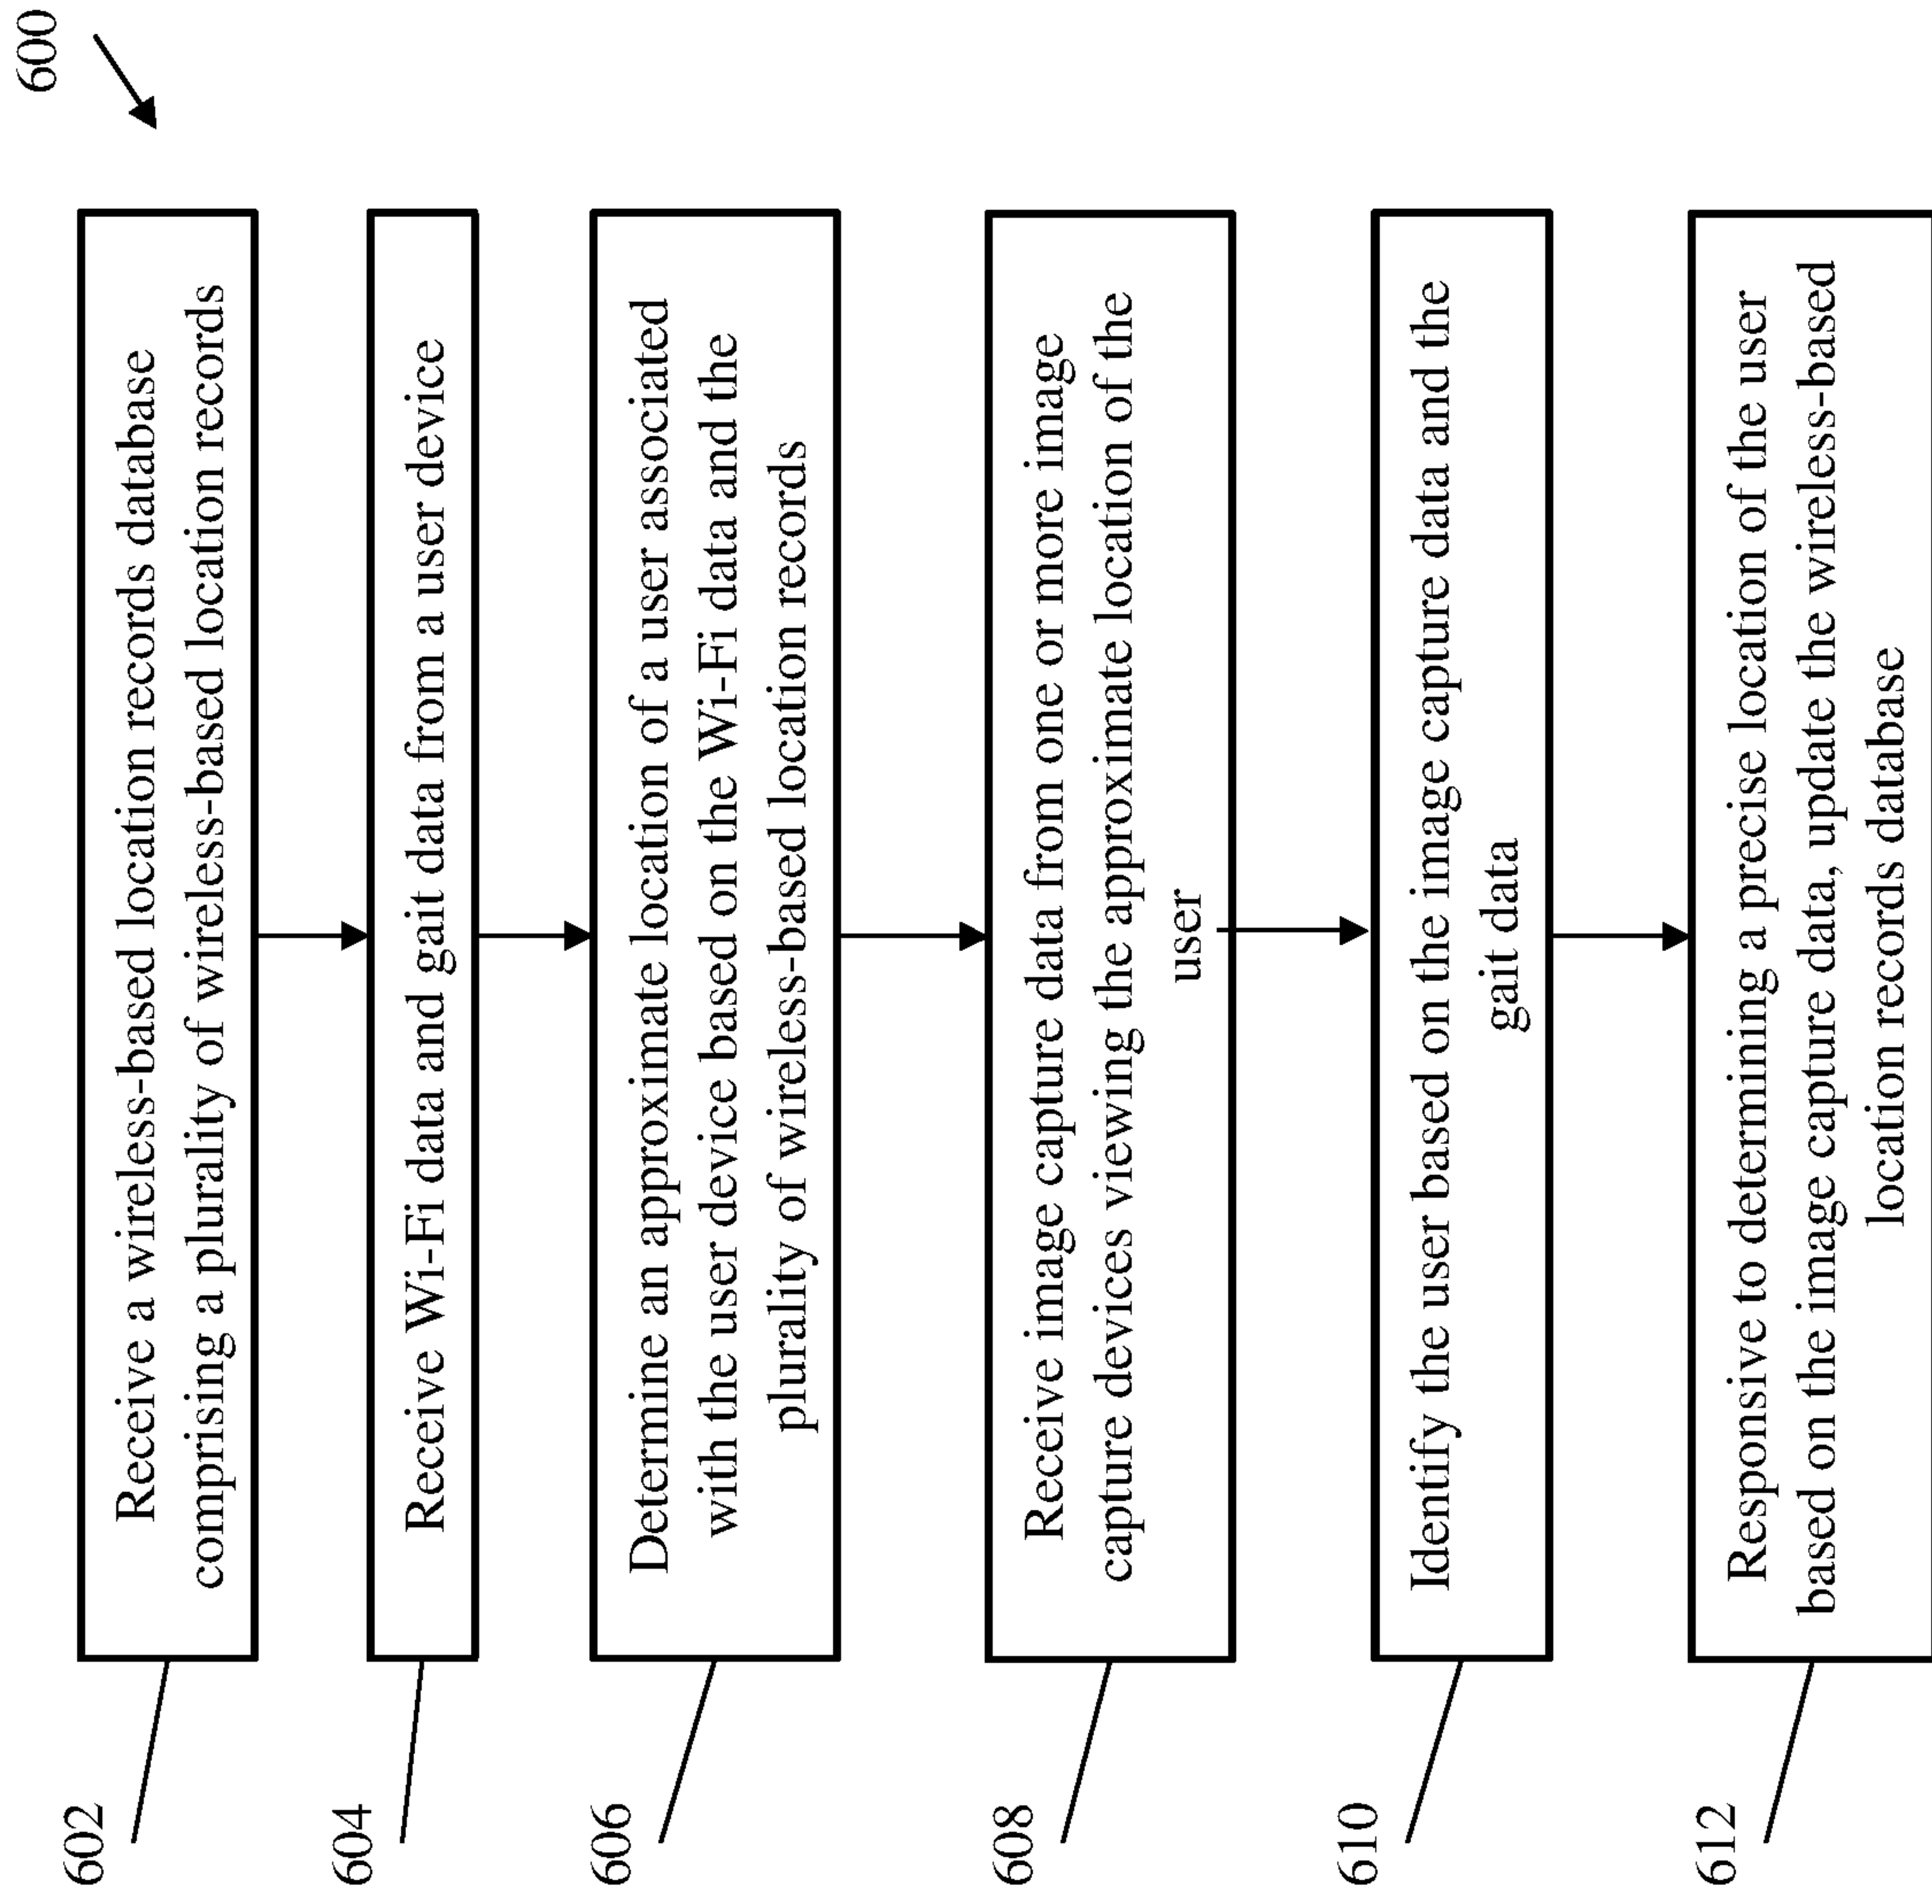 600
602
Receive a wireless-based location records database
comprising a plurality of wireless-based location records
604
Receive Wi-Fi data and gait data from a user device
606
Determine an approximate location of a user associated
with the user device based on the Wi-Fi data and the
plurality of wireless-based location records
608
Receive image capture data from one or more image
capture devices viewing the approximate location of the
user
610
Identify the user based on the image capture data and the
gait data
612
Responsive to determining a precise location of the user
based on the image capture data, update the wireless-based
location records database